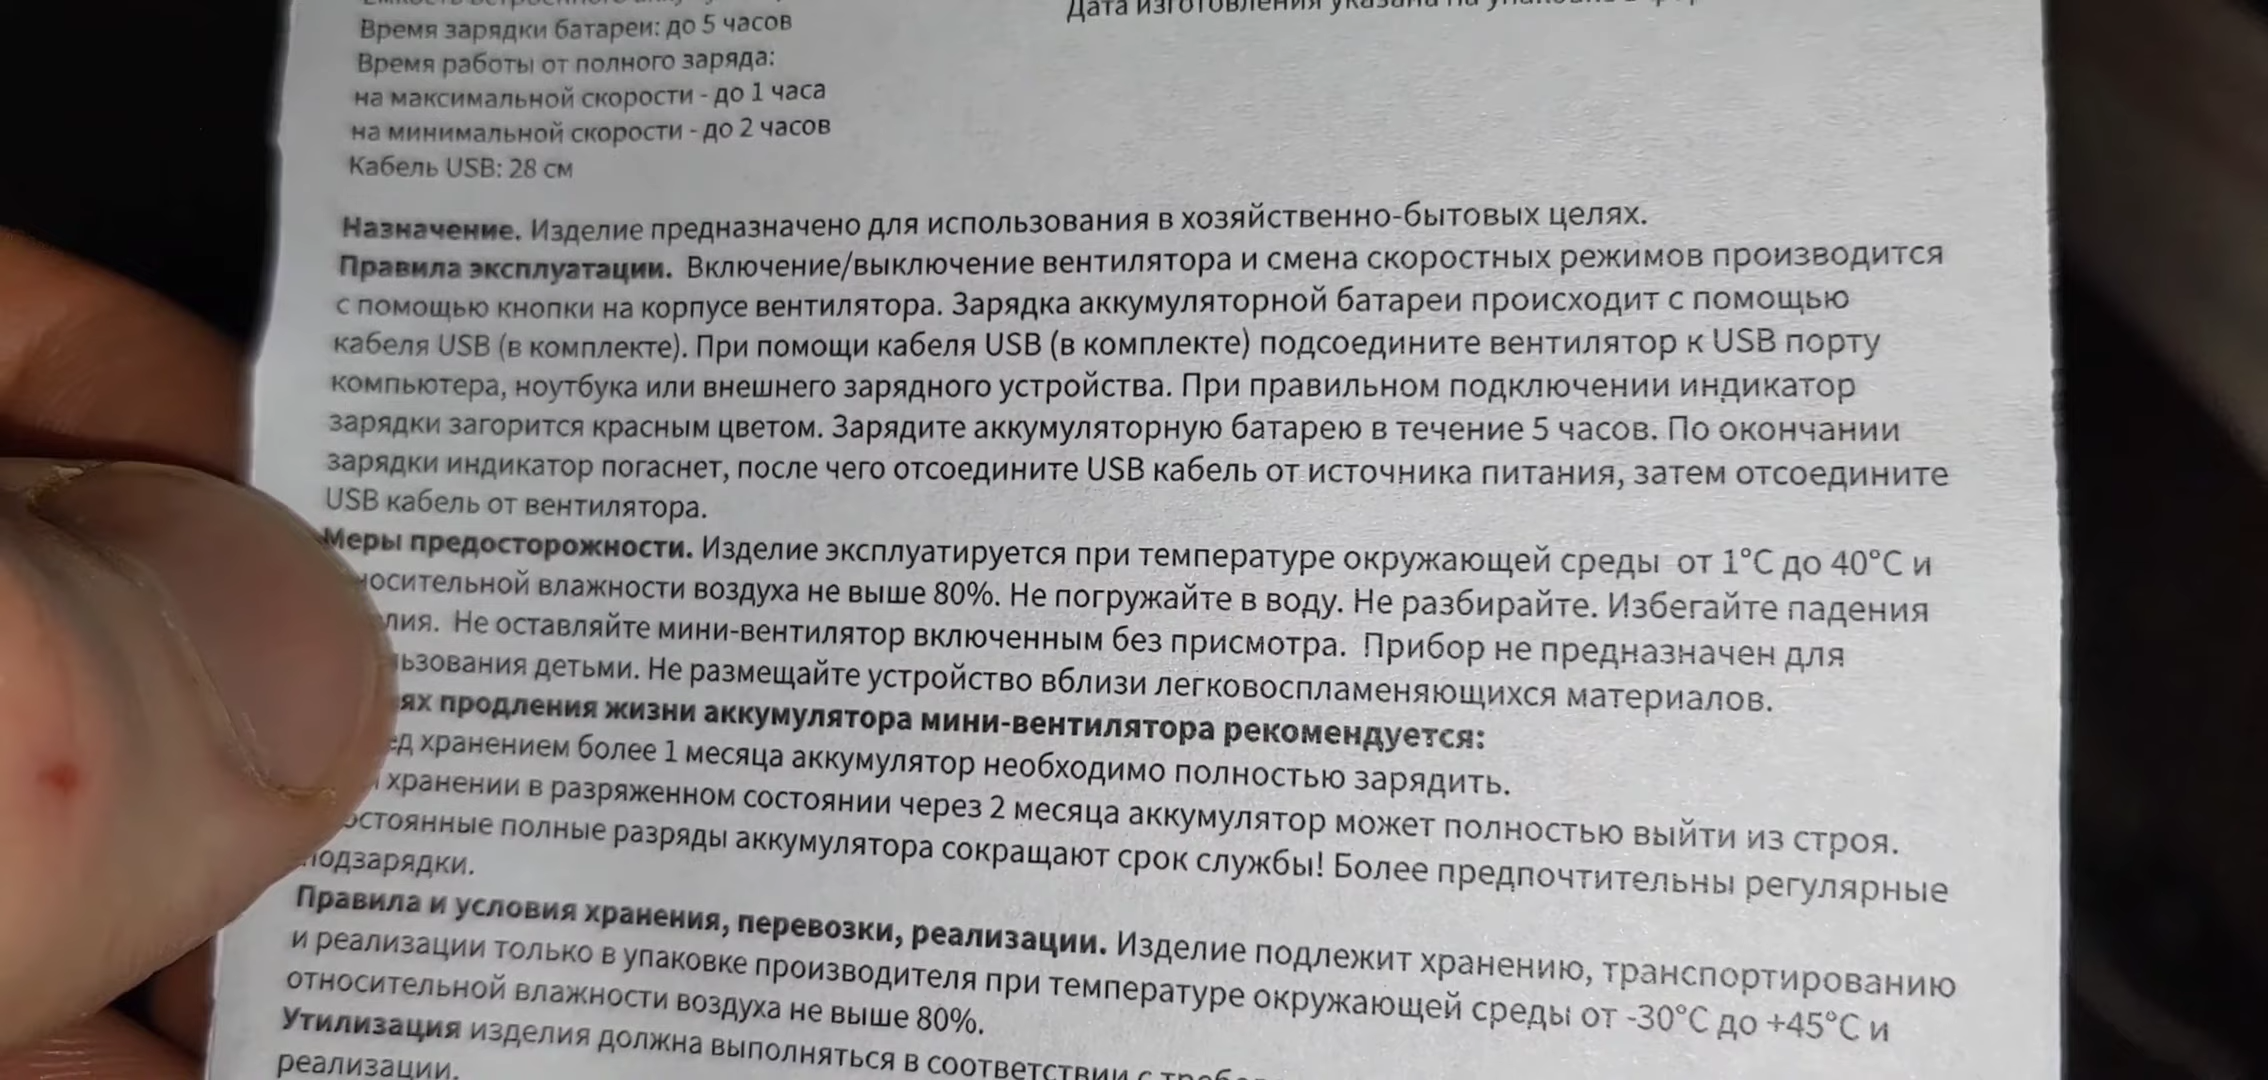 Время зарядки батареи: до 5 часов
Дата изготовления указана на упаковке в
Время работы от полного заряда:
на максимальной скорости - до 1 часа
на минимальной скорости - до 2 часов
Кабель USB: 28 см
Назначение. Изделие предназначено для использования в хозяйственно-бытовых целях.
Правила эксплуатации. Включение/выключение вентилятора и смена скоростных режимов производится
с помощью кнопки на корпусе вентилятора. Зарядка аккумуляторной батареи происходит с помощью
кабеля USB (в комплекте). При помощи кабеля USB (в комплекте) подсоедините вентилятор к USB порту
компьютера, ноутбука или внешнего зарядного устройства. При правильном подключении индикатор
зарядки загорится красным цветом. Зарядите аккумуляторную батарею в течение 5 часов. По окончании
зарядки индикатор погаснет, после чего отсоедините USB кабель от источника питания, затем отсоедините
USB кабель от вентилятора.
Меры предосторожности. Изделие эксплуатируется при температуре окружающей среды от 1°C до 40°C и
носительной влажности воздуха не выше 80%. Не погружайте в воду. Не разбирайте. Избегайте падения
лия. Не оставляйте мини-вентилятор включенным без присмотра. Прибор не предназначен для
льзования детьми. Не размещайте устройство вблизи легковоспламеняющихся материалов.
ях продления жизни аккумулятора мини-вентилятора рекомендуется:
ед хранением более 1 месяца аккумулятор необходимо полностью зарядить.
хранении в разряженном состоянии через 2 месяца аккумулятор может полностью выйти из строя.
остоянные полные разряды аккумулятора сокращают срок службы! Более предпочтительны регулярные
подзарядки.
Правила и условия хранения, перевозки, реализации. Изделие подлежит хранению, транспортированию
и реализации только в упаковке производителя при температуре окружающей среды от -30°C до +45°C и
относительной влажности воздуха не выше 80%.
Утилизация изделия должна выполняться в соответствии с
реализации.